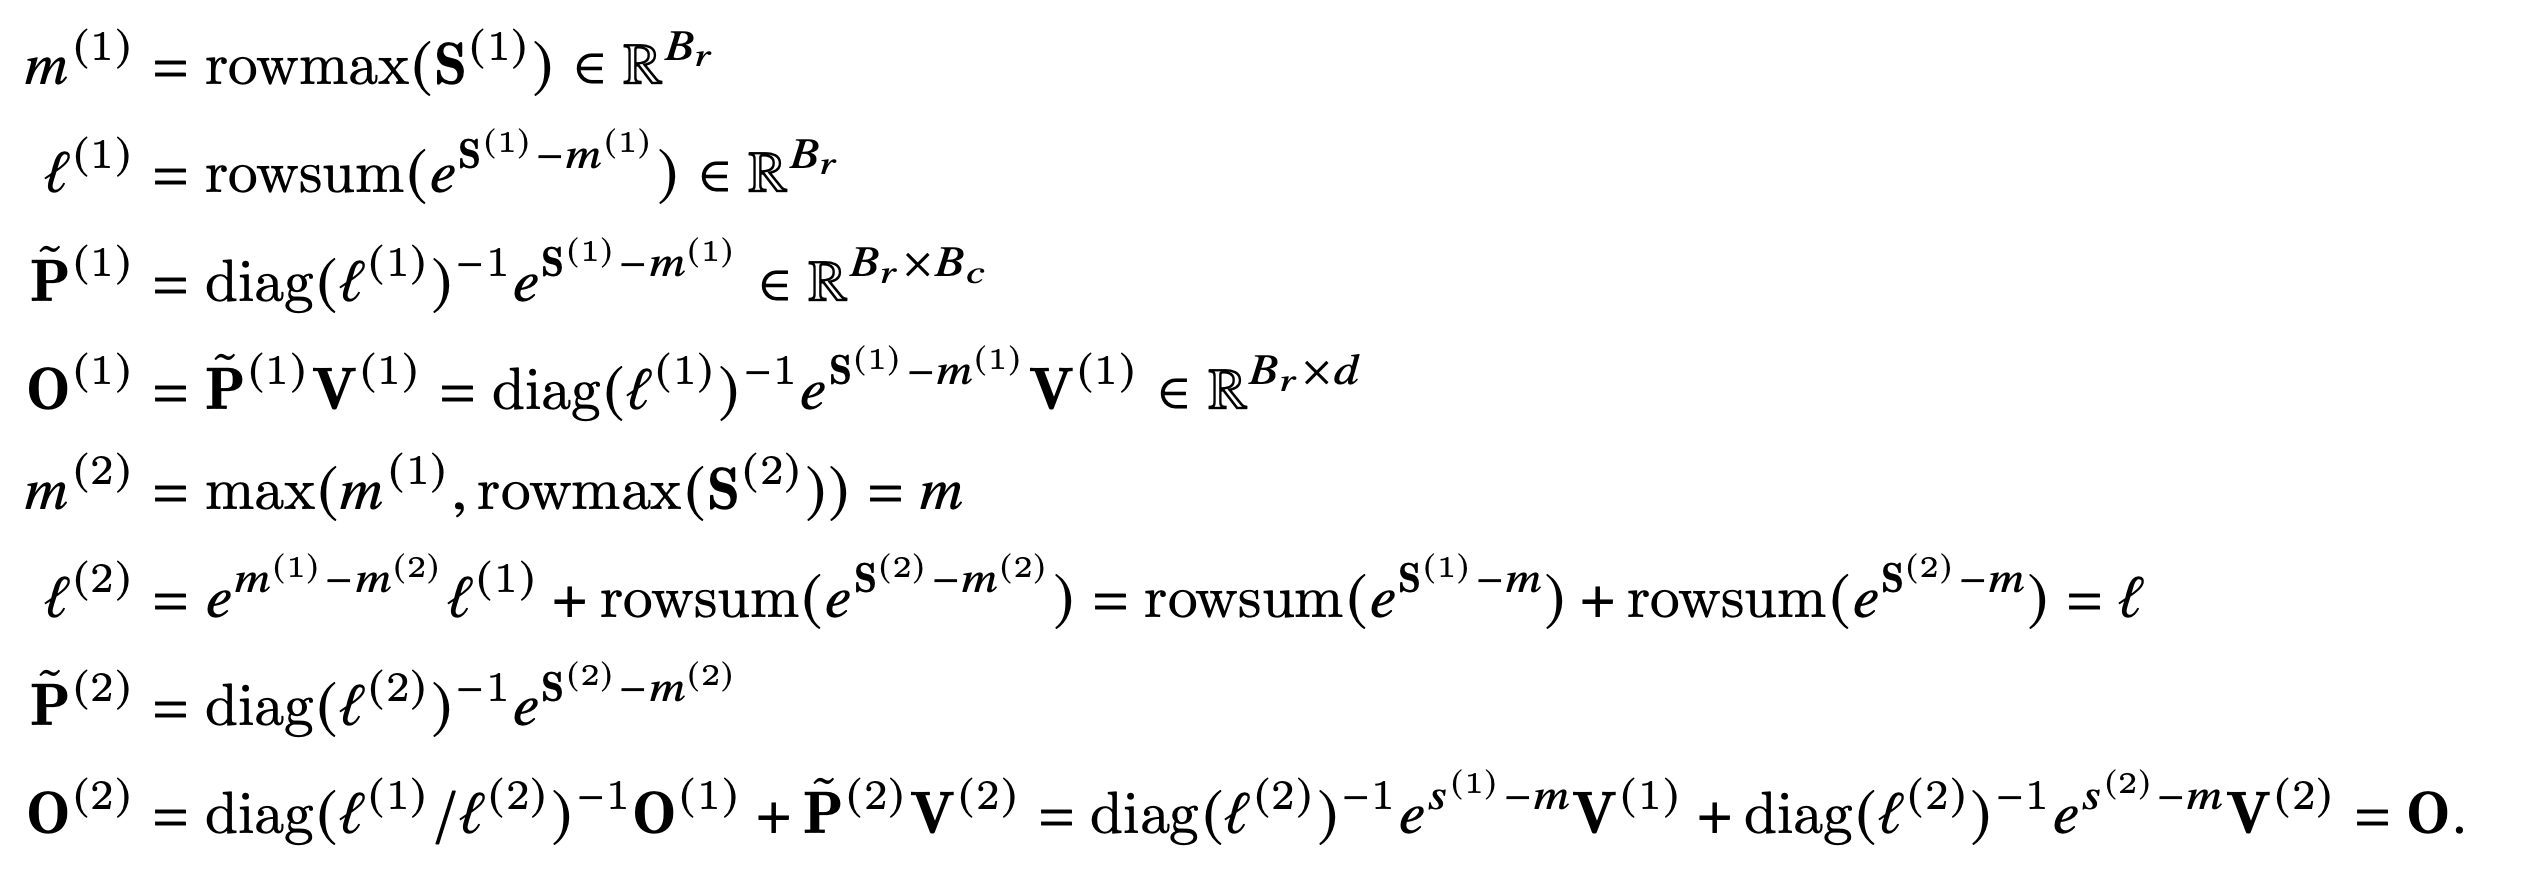 m^(1) = rowmax(𝐒^(1)) ∈ ℝ^{B_r}
ℓ^(1) = rowsum(e^{𝐒^(1)−m^(1)}) ∈ ℝ^{B_r}
𝐏̃^(1) = diag(ℓ^(1))^{−1}e^{𝐒^(1)−m^(1)} ∈ ℝ^{B_r×B_c}
𝐎^(1) = 𝐏̃^(1)𝐕^(1) = diag(ℓ^(1))^{−1}e^{𝐒^(1)−m^(1)}𝐕^(1) ∈ ℝ^{B_r×d}
m^(2) = max(m^(1), rowmax(𝐒^(2))) = m
ℓ^(2) = e^{m^(1)−m^(2)}ℓ^(1) + rowsum(e^{𝐒^(2)−m^(2)}) = rowsum(e^{𝐒^(1)−m}) + rowsum(e^{𝐒^(2)−m}) = ℓ
𝐏̃^(2) = diag(ℓ^(2))^{−1}e^{𝐒^(2)−m^(2)}
𝐎^(2) = diag(ℓ^(1)/ℓ^(2))^{−1}𝐎^(1) + 𝐏̃^(2)𝐕^(2) = diag(ℓ^(2))^{−1}e^{s^(1)−m}𝐕^(1) + diag(ℓ^(2))^{−1}e^{s^(2)−m}𝐕^(2) = 𝐎.